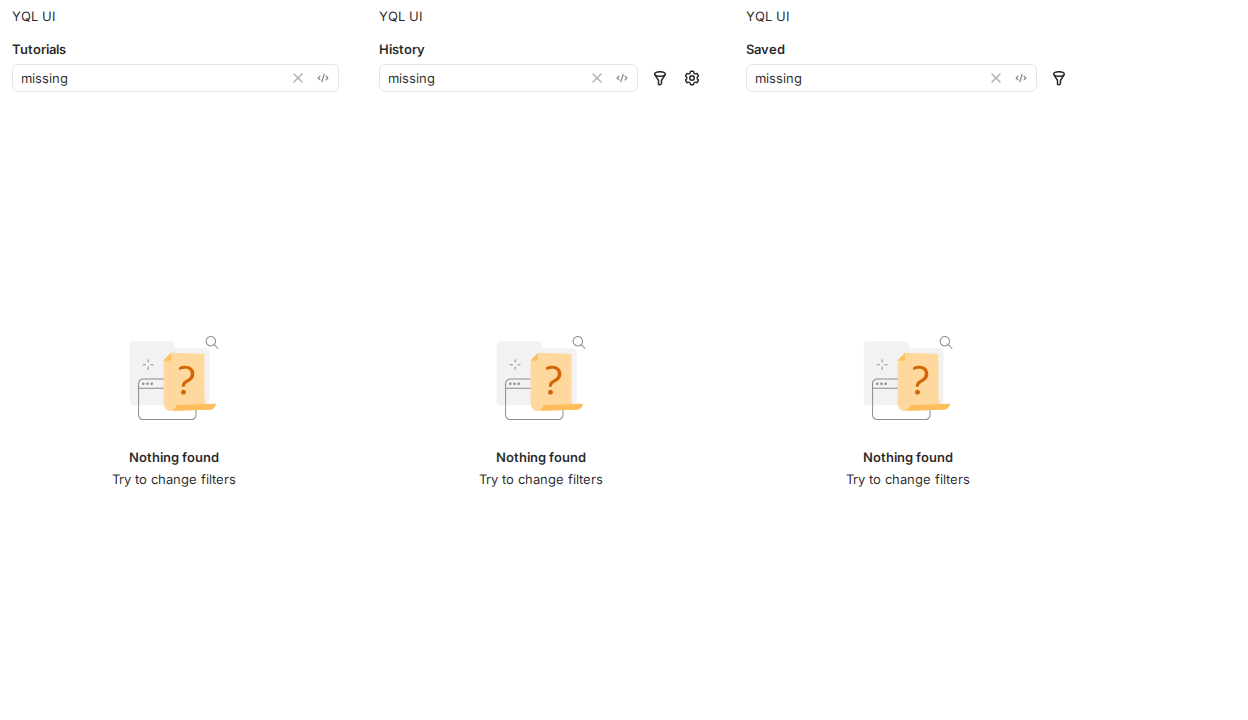 YQL UI
Tutorials
missing
Nothing found
Try to change filters
YQL UI
History
missing
Nothing found
Try to change filters
YQL UI
Saved
missing
Nothing found
Try to change filters